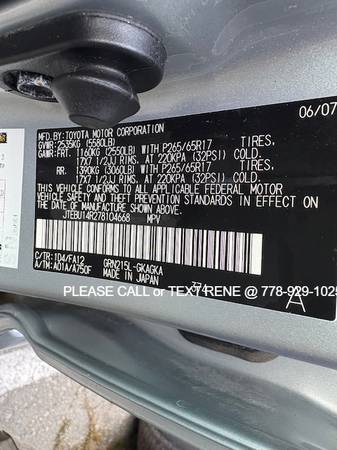 06/07
MFD. BY: TOYOTA MOTOR CORPORATION
GVWR: 2535KG (5580LB)
GAWR: FRT. 1160KG (2550LB) WITH P265/65R17 TIRES,
17X7 1/2JJ RIMS, AT 220KPA (32PSI) COLD.
RR. 1390KG (3060LB) WITH P265/65R17 TIRES,
17X7 1/2JJ RIMS, AT 220KPA (32PSI) COLD.
THIS VEHICLE CONFORMS TO ALL APPLICABLE FEDERAL MOTOR
VEHICLE SAFETY AND THEFT PREVENTION STANDARDS IN EFFECT
ON THE DATE OF MANUFACTURE SHOWN ABOVE.
JTEBU14R278104668 MPV
C/TR: 1D4/FA12 GRN215L-GKAGKA
A/TM: A01A/A750F MADE IN JAPAN 374 A
PLEASE CALL or TEXT RENE @ 778-929-1025